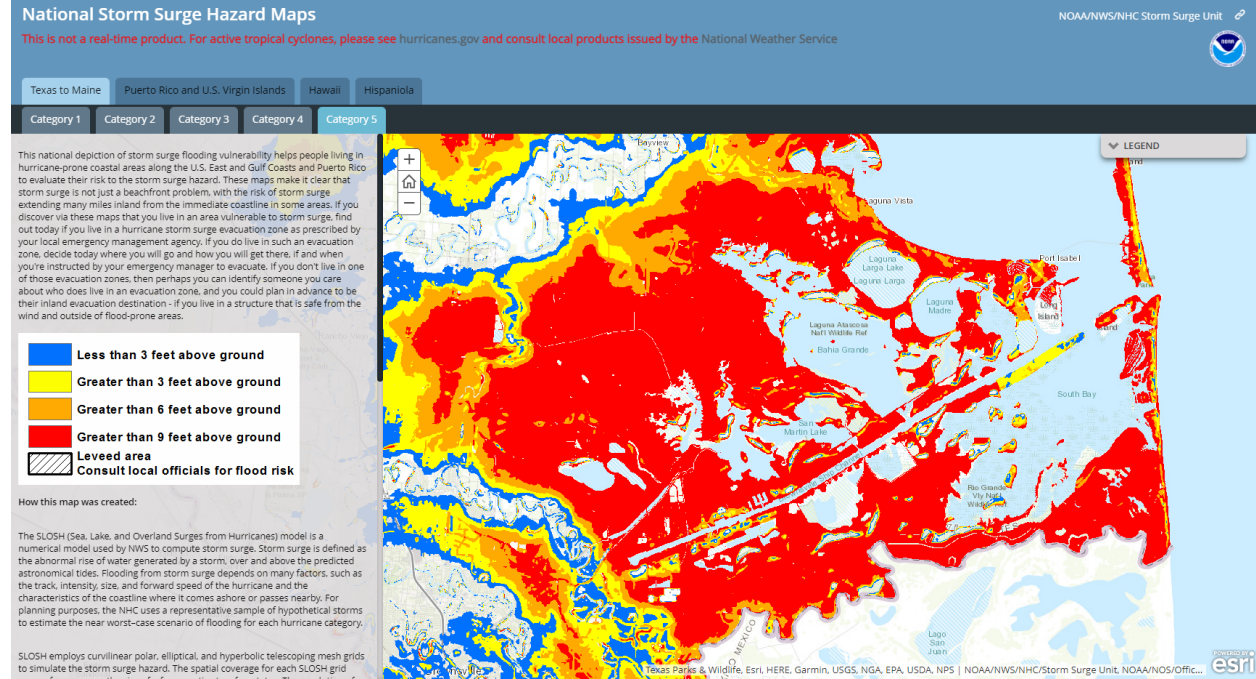 National Storm Surge Hazard Maps
NOAA/NWS/NHC Storm Surge Unit
This is not a real-time product. For active tropical cyclones, please see hurricanes.gov and consult local products issued by the National Weather Service
NOAA
Texas to Maine
Puerto Rico and U.S. Virgin Islands
Hawaii
Hispaniola
Category 1
Category 2
Category 3
Category 4
Category 5
This national depiction of storm surge flooding vulnerability helps people living in
hurricane-prone coastal areas along the U.S. East and Gulf Coasts and Puerto Rico
to evaluate their risk to the storm surge hazard. These maps make it clear that
storm surge is not just a beachfront problem, with the risk of storm surge
extending many miles inland from the immediate coastline in some areas. If you
discover via these maps that you live in an area vulnerable to storm surge, find
out today if you live in a hurricane storm surge evacuation zone as prescribed by
your local emergency management agency. If you do live in such an evacuation
zone, decide today where you will go and how you will get there, if and when
you're instructed by your emergency manager to evacuate. If you don't live in one
of those evacuation zones, then perhaps you can identify someone you care
about who does live in an evacuation zone, and you could plan in advance to be
their inland evacuation destination - if you live in a structure that is safe from the
wind and outside of flood-prone areas.
Less than 3 feet above ground
Greater than 3 feet above ground
Greater than 6 feet above ground
Greater than 9 feet above ground
Leveed area
Consult local officials for flood risk
How this map was created:
The SLOSH (Sea, Lake, and Overland Surges from Hurricanes) model is a
numerical model used by NWS to compute storm surge. Storm surge is defined as
the abnormal rise of water generated by a storm, over and above the predicted
astronomical tides. Flooding from storm surge depends on many factors, such as
the track, intensity, size, and forward speed of the hurricane and the
characteristics of the coastline where it comes ashore or passes nearby. For
planning purposes, the NHC uses a representative sample of hypothetical storms
to estimate the near worst-case scenario of flooding for each hurricane category.
SLOSH employs curvilinear polar, elliptical, and hyperbolic telescoping mesh grids
to simulate the storm surge hazard. The spatial coverage for each SLOSH grid
+
−
LEGEND
Bayview
Laguna Vista
Laguna
Larga Lake
Laguna Larga
Port Isabel
Laguna
Madre
Long
Island
Laguna Atascosa
Nat'l Wildlife Ref
Bahia Grande
South Bay
San
Martin Lake
Ship Channel
Rio Grande
Vly Nat'l
MEXICO
Lago
San
Juan
Texas Parks & Wildlife, Esri, HERE, Garmin, USGS, NGA, EPA, USDA, NPS | NOAA/NWS/NHC/Storm Surge Unit, NOAA/NOS/Offic...
POWERED BY
esri